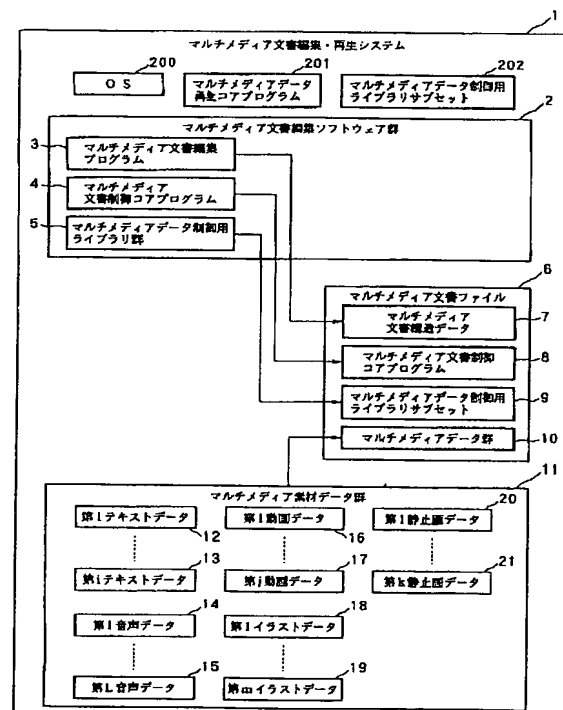 1
マルチメディア文書編集・再生システム
200
201
202
OS
マルチメディアデータ
再生コアプログラム
マルチメディアデータ制御用
ライブラリサブセット
2
マルチメディア文書編集ソフトウェア群
3
マルチメディア文書編集
プログラム
4
マルチメディア
文書制御コアプログラム
5
マルチメディアデータ制御用
ライブラリ群
6
マルチメディア文書ファイル
マルチメディア
文書構造データ
7
マルチメディア文書制御
コアプログラム
8
マルチメディアデータ制御用
ライブラリサブセット
9
マルチメディアデータ群
10
11
マルチメディア素材データ群
20
第1テキストデータ
第1動画データ
第1静止画データ
12
16
13
17
21
第iテキストデータ
第j動画データ
第k静止画データ
14
18
第1音声データ
第1イラストデータ
15
19
第L音声データ
第mイラストデータ